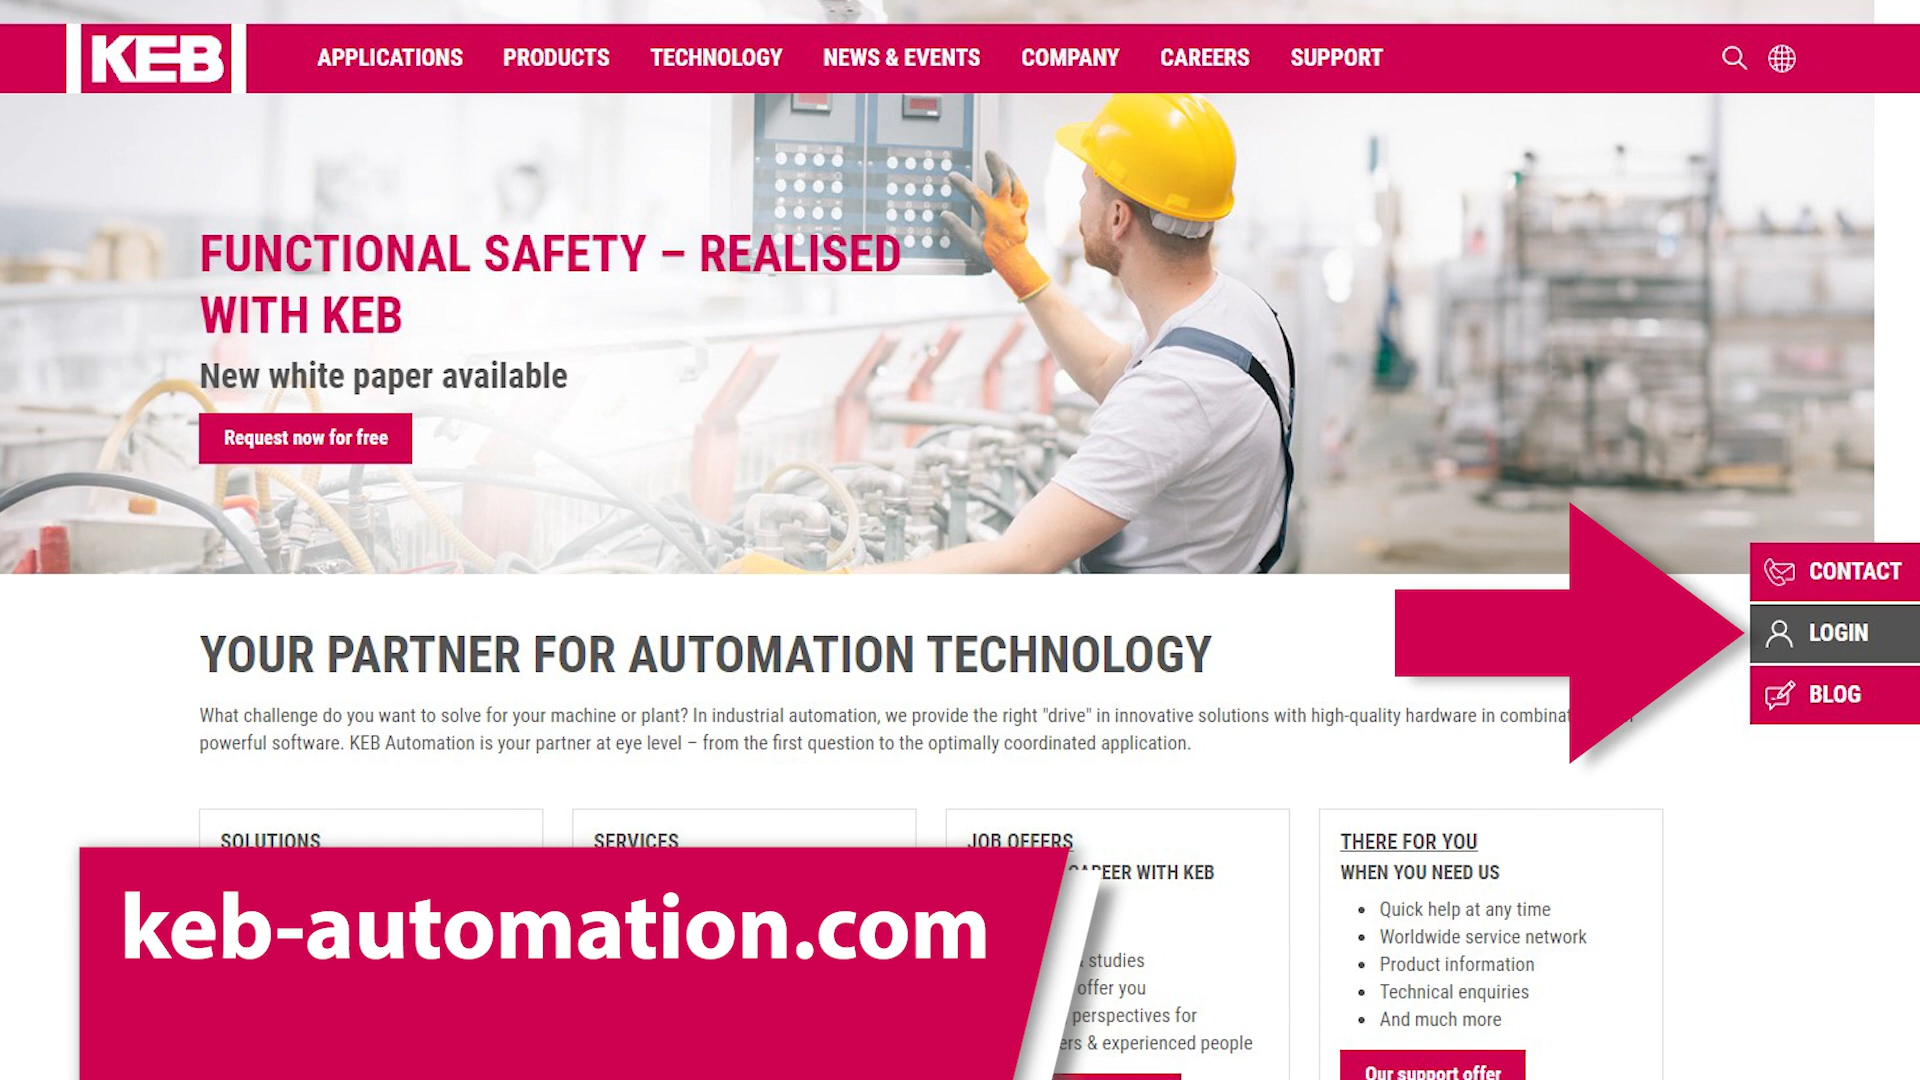 KEB
APPLICATIONS
PRODUCTS
TECHNOLOGY
NEWS & EVENTS
COMPANY
CAREERS
SUPPORT
FUNCTIONAL SAFETY – REALISED
WITH KEB
New white paper available
Request now for free
CONTACT
LOGIN
BLOG
YOUR PARTNER FOR AUTOMATION TECHNOLOGY
What challenge do you want to solve for your machine or plant? In industrial automation, we provide the right "drive" in innovative solutions with high-quality hardware in
powerful software. KEB Automation is your partner at eye level – from the first question to the optimally coordinated application.
SOLUTIONS
SERVICES
JOB OFFERS
WITH KEB
studies
offer you
perspectives for
& experienced people
THERE FOR YOU
WHEN YOU NEED US
• Quick help at any time
• Worldwide service network
• Product information
• Technical enquiries
• And much more
Our support offer
keb-automation.com